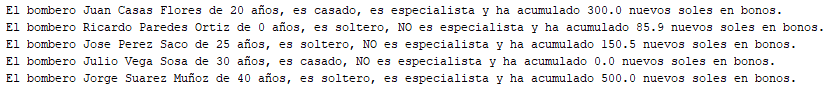 El bombero Juan Casas Flores de 20 años, es casado, es especialista y ha acumulado 300.0 nuevos soles en bonos.
El bombero Ricardo Paredes Ortiz de 0 años, es soltero, NO es especialista y ha acumulado 85.9 nuevos soles en bonos.
El bombero Jose Perez Saco de 25 años, es soltero, NO es especialista y ha acumulado 150.5 nuevos soles en bonos.
El bombero Julio Vega Sosa de 30 años, es casado, NO es especialista y ha acumulado 0.0 nuevos soles en bonos.
El bombero Jorge Suarez Muñoz de 40 años, es soltero, es especialista y ha acumulado 500.0 nuevos soles en bonos.